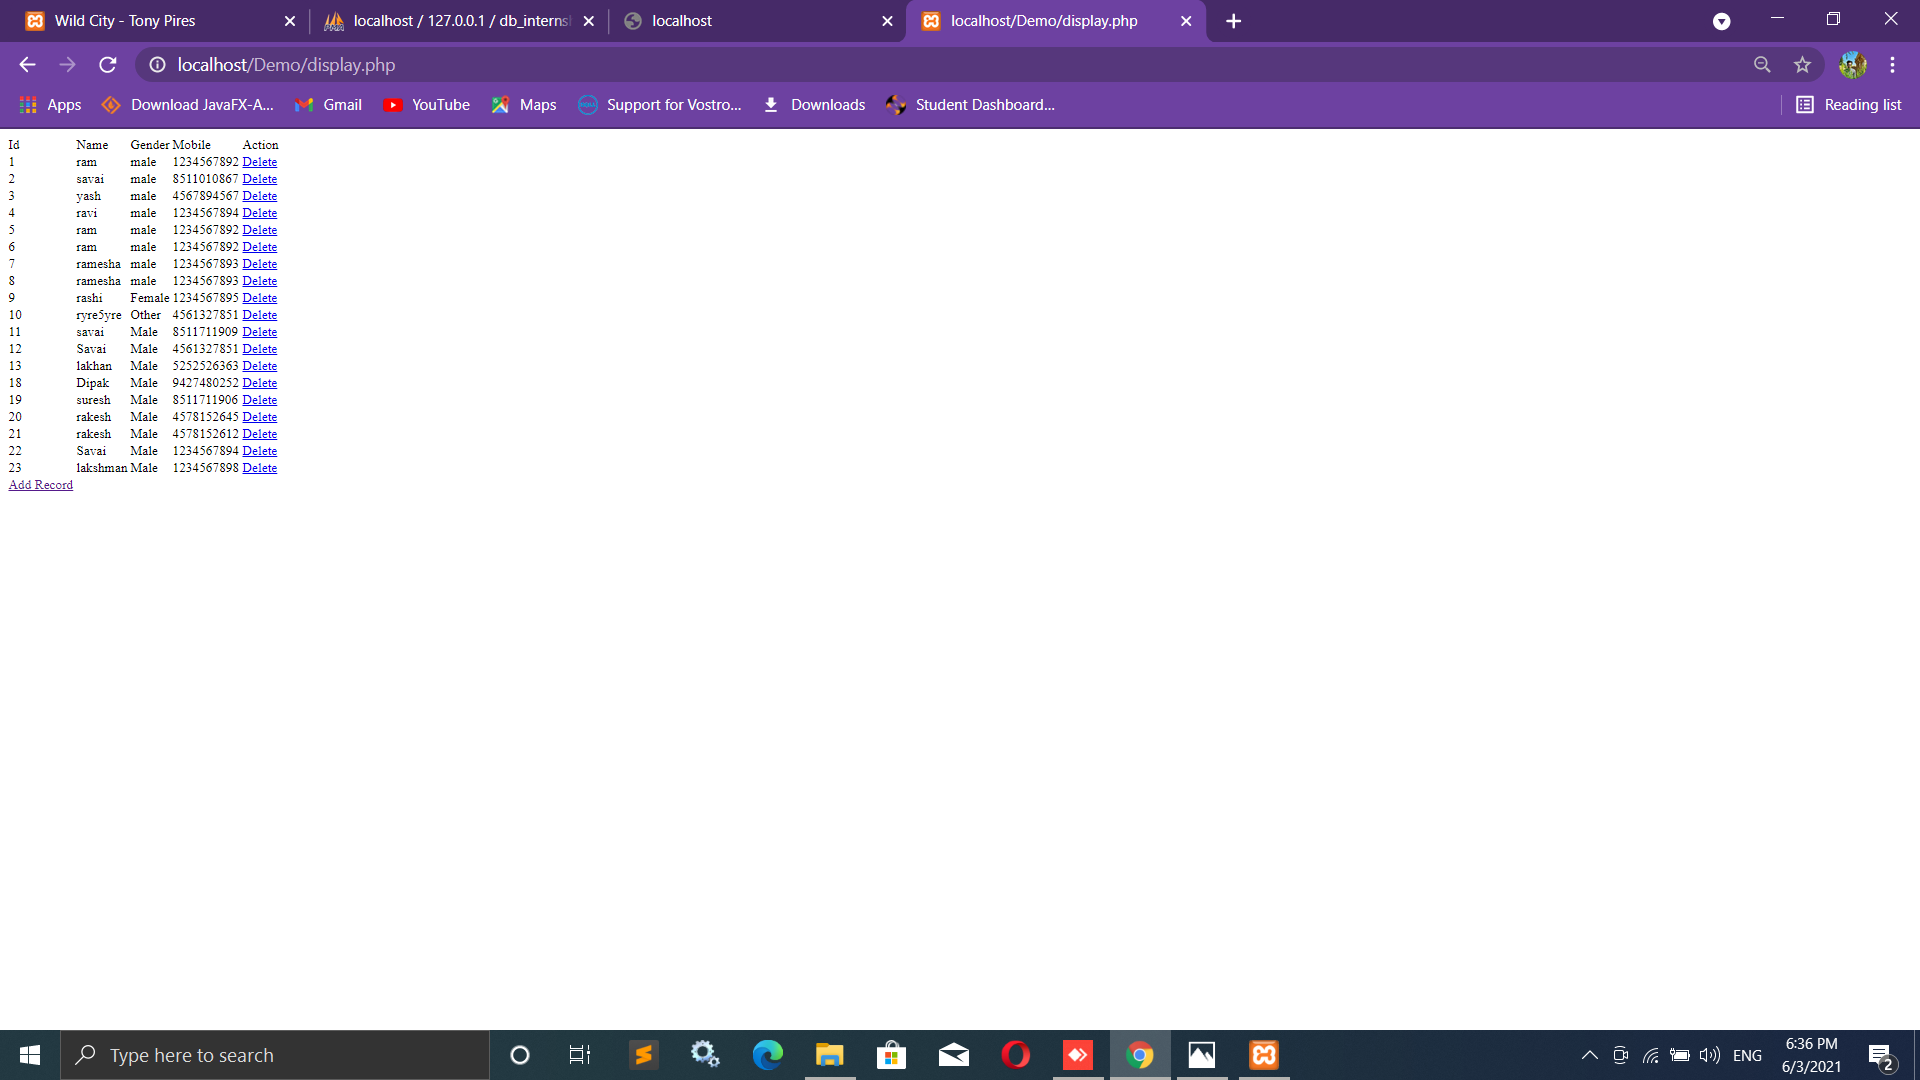 Wild City - Tony Pires
localhost / 127.0.0.1 / db_interns
localhost
localhost/Demo/display.php
localhost/Demo/display.php
Apps
Download JavaFX-A...
Gmail
YouTube
Maps
Support for Vostro...
Downloads
Student Dashboard...
Reading list
Id Name Gender Mobile Action
1 ram male 1234567892 Delete
2 savai male 8511010867 Delete
3 yash male 4567894567 Delete
4 ravi male 1234567894 Delete
5 ram male 1234567892 Delete
6 ram male 1234567892 Delete
7 ramesha male 1234567893 Delete
8 ramesha male 1234567893 Delete
9 rashi Female 1234567895 Delete
10 ryre5yre Other 4561327851 Delete
11 savai Male 8511711909 Delete
12 Savai Male 4561327851 Delete
13 lakhan Male 5252526363 Delete
18 Dipak Male 9427480252 Delete
19 suresh Male 8511711906 Delete
20 rakesh Male 4578152645 Delete
21 rakesh Male 4578152612 Delete
22 Savai Male 1234567894 Delete
23 lakshman Male 1234567898 Delete
Add Record
Type here to search
ENG
6:36 PM
6/3/2021
2